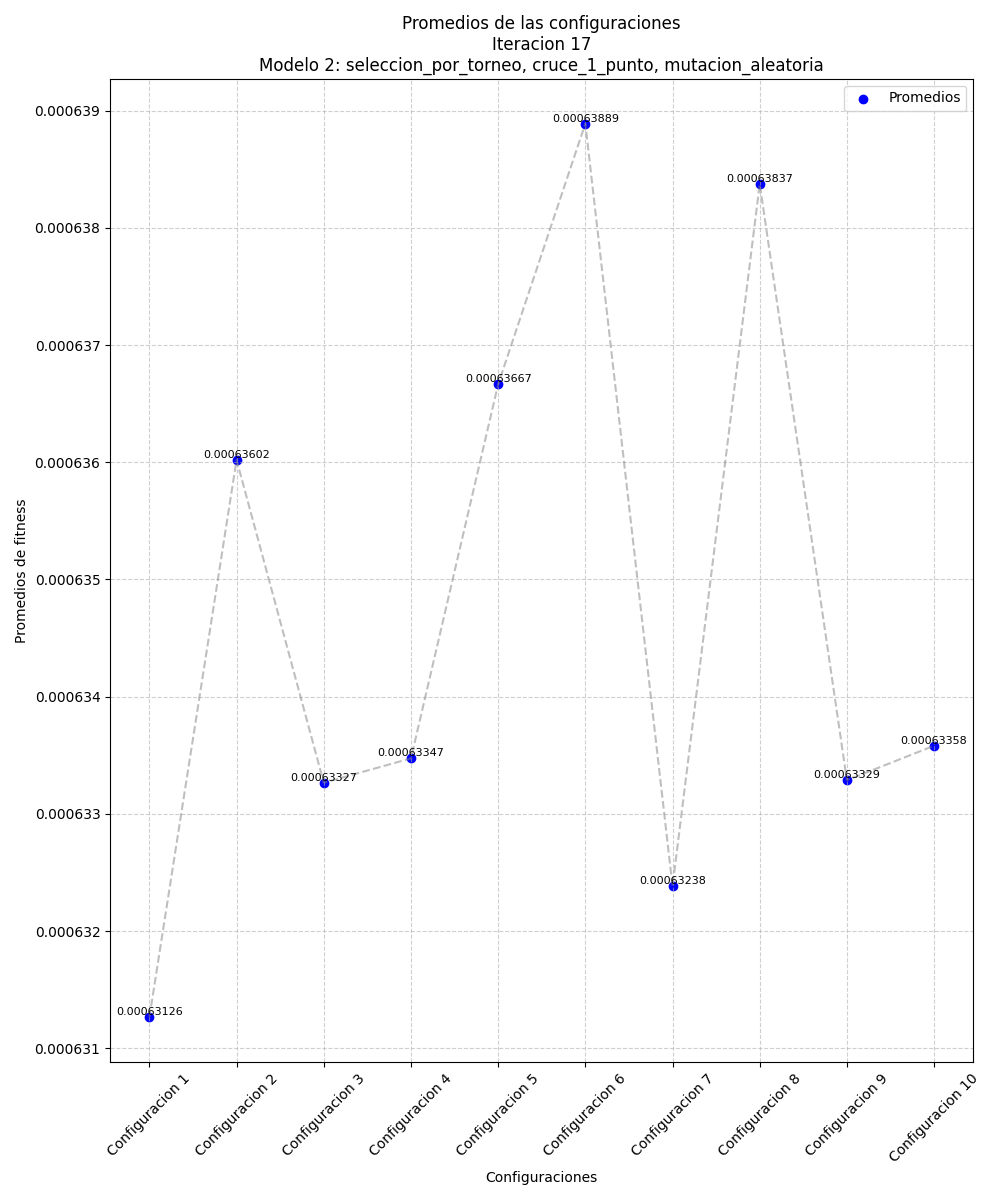 Promedios de las configuraciones
Iteracion 17
Modelo 2: seleccion_por_torneo, cruce_1_punto, mutacion_aleatoria
Promedios
0.000639
0.000638
0.000637
0.000636
0.000635
0.000634
0.000633
0.000632
0.000631
Promedios de fitness
0.00063126
0.00063602
0.00063327
0.00063347
0.00063667
0.00063889
0.00063238
0.00063837
0.00063329
0.00063358
Configuracion 1
Configuracion 2
Configuracion 3
Configuracion 4
Configuracion 5
Configuracion 6
Configuracion 7
Configuracion 8
Configuracion 9
Configuracion 10
Configuraciones